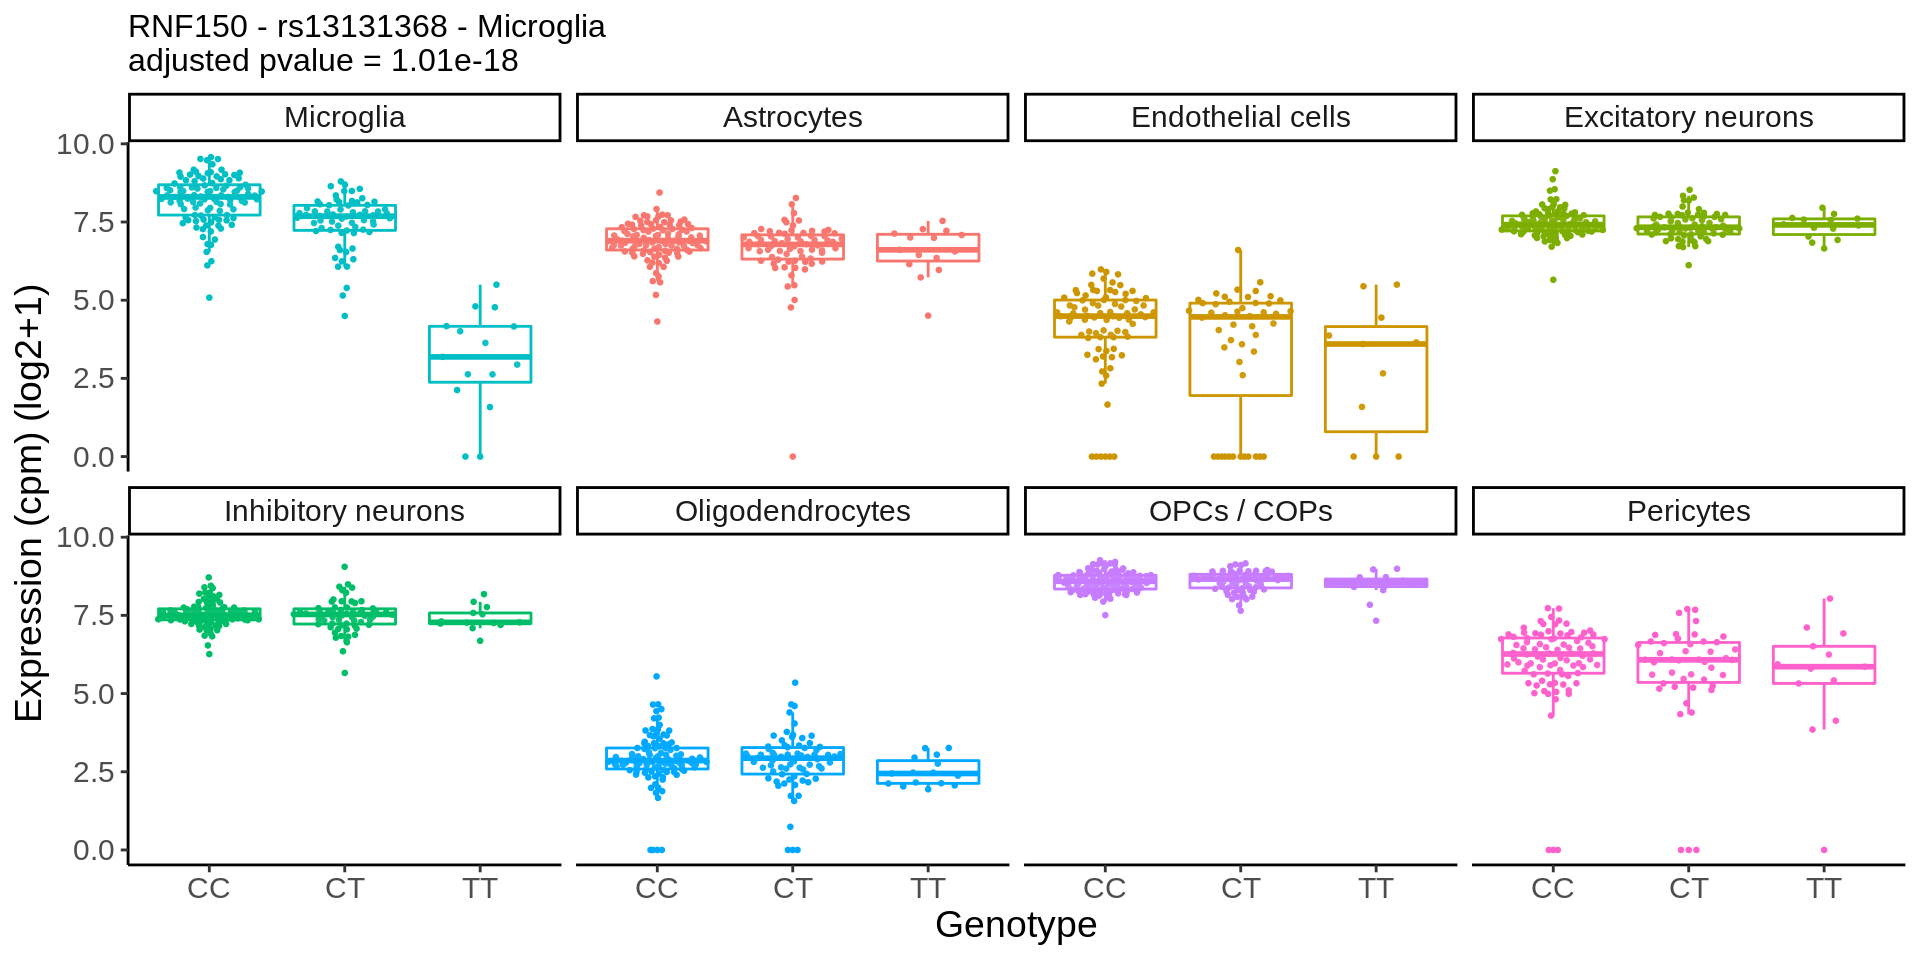 RNF150 - rs13131368 - Microglia
adjusted pvalue = 1.01e-18
Microglia
Astrocytes
Endothelial cells
Excitatory neurons
10.0
7.5
5.0
2.5
0.0
Expression (cpm) (log2+1)
Inhibitory neurons
Oligodendrocytes
OPCs / COPs
Pericytes
10.0
7.5
5.0
2.5
0.0
CC
CT
TT
CC
CT
TT
CC
CT
TT
CC
CT
TT
Genotype